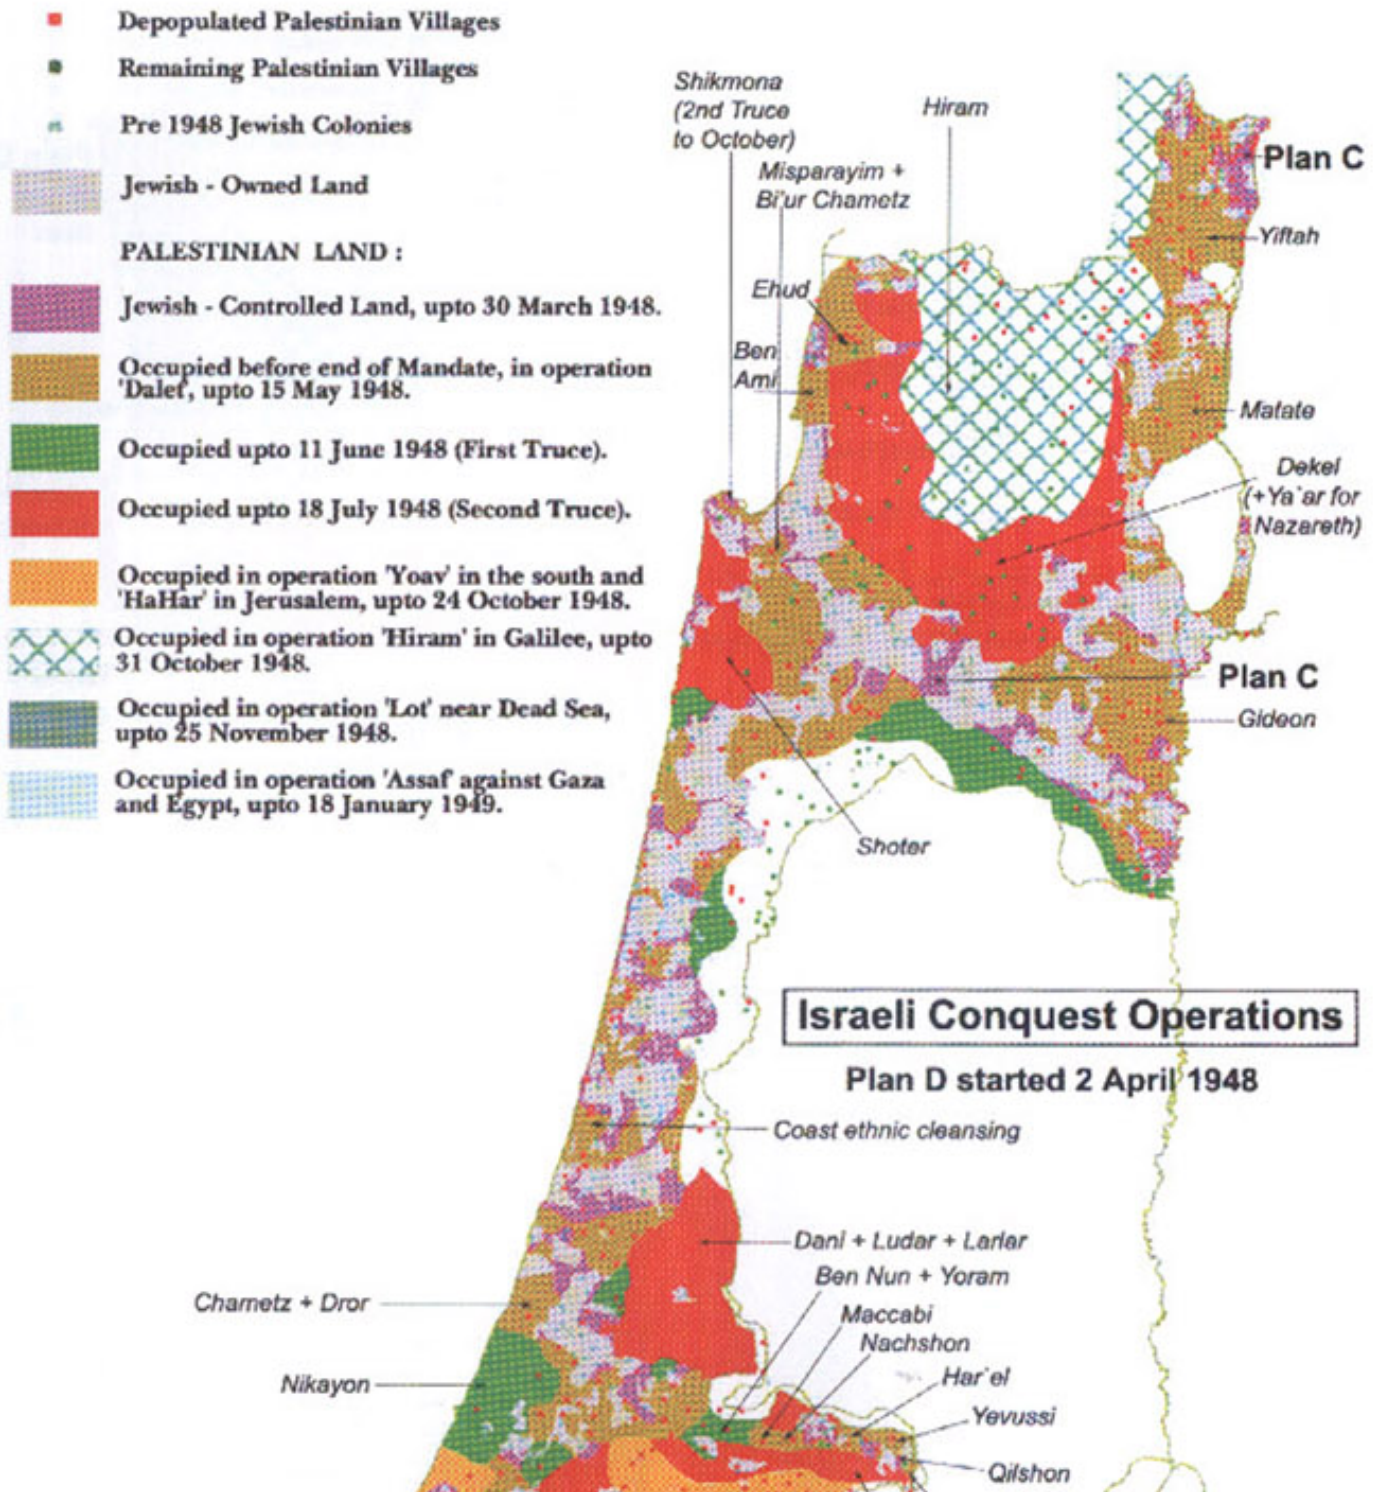 Depopulated Palestinian Villages
Remaining Palestinian Villages
Pre 1948 Jewish Colonies
Jewish - Owned Land
PALESTINIAN LAND :
Jewish - Controlled Land, upto 30 March 1948.
Occupied before end of Mandate, in operation
'Dalet', upto 15 May 1948.
Occupied upto 11 June 1948 (First Truce).
Occupied upto 18 July 1948 (Second Truce).
Occupied in operation 'Yoav' in the south and
'HaHar' in Jerusalem, upto 24 October 1948.
Occupied in operation 'Hiram' in Galilee, upto
31 October 1948.
Occupied in operation 'Lot' near Dead Sea,
upto 25 November 1948.
Occupied in operation 'Assaf' against Gaza
and Egypt, upto 18 January 1949.
Shikmona
(2nd Truce
to October)
Hiram
Misparayim +
Bi'ur Chametz
Plan C
Yiftah
Ehud
Ben
Ami
Matate
Dekel
(+Ya`ar for
Nazareth)
Plan C
Gideon
Shoter
Israeli Conquest Operations
Plan D started 2 April 1948
Coast ethnic cleansing
Dani + Ludar + Larlar
Ben Nun + Yoram
Charnetz + Dror
Maccabi
Nachshon
Nikayon
Har`el
Yevussi
Qilshon